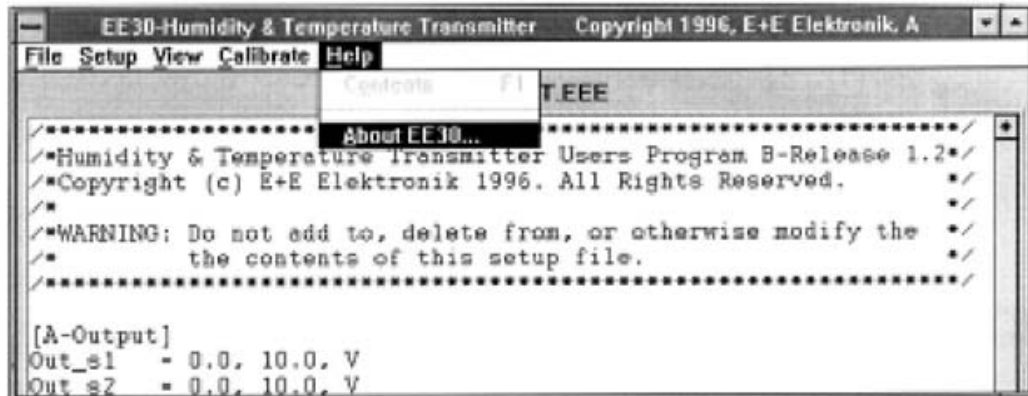 EE30-Humidity & Temperature Transmitter Copyright 1996, E+E Elektronik, A
File Setup View Calibrate Help
Contents F1
T.EEE
About EE30...
/****************************************************************/
/*Humidity & Temperature Transmitter Users Program B-Release 1.2*/
/*Copyright (c) E+E Elektronik 1996. All Rights Reserved. */
/* */
/*WARNING: Do not add to, delete from, or otherwise modify the */
/* the contents of this setup file. */
/****************************************************************/
[A-Output]
Out_s1 = 0.0, 10.0, V
Out_s2 = 0.0, 10.0, V